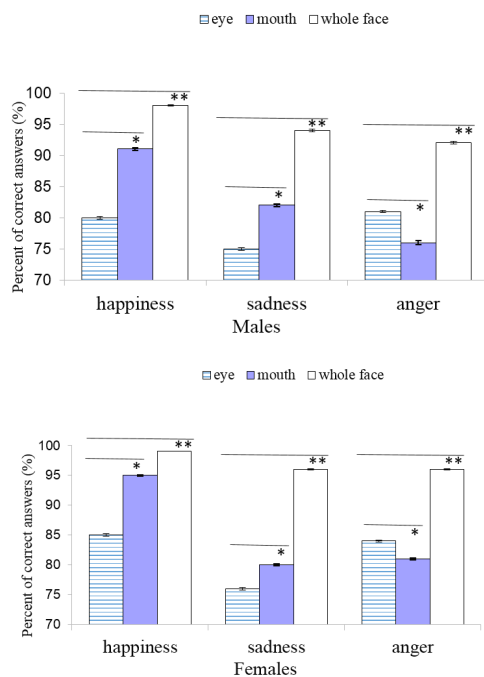 eye mouth whole face
Percent of correct answers (%)
100
95
90
85
80
75
70
** * ** * ** *
happiness sadness anger
Males
eye mouth whole face
Percent of correct answers (%)
100
95
90
85
80
75
70
** * ** * ** *
happiness sadness anger
Females